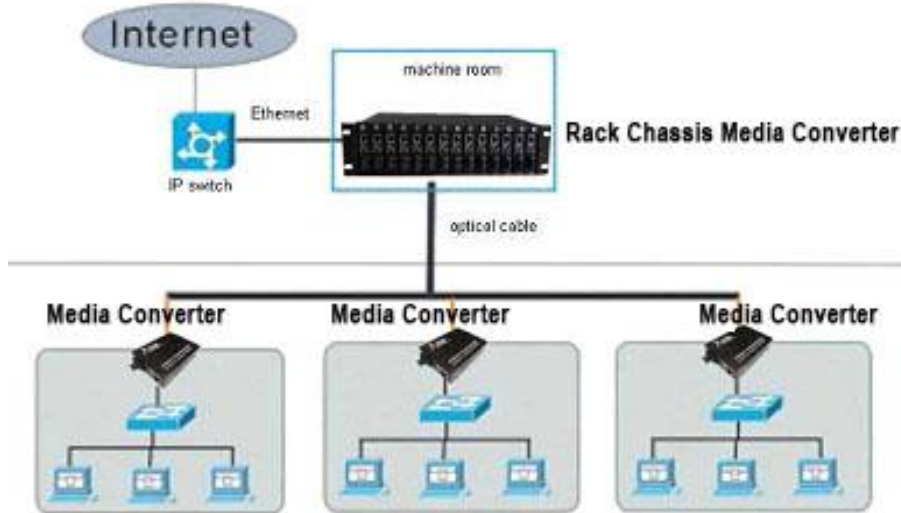 Internet
machine room
Ethernet
Rack Chassis Media Converter
IP switch
optical cable
Media Converter
Media Converter
Media Converter